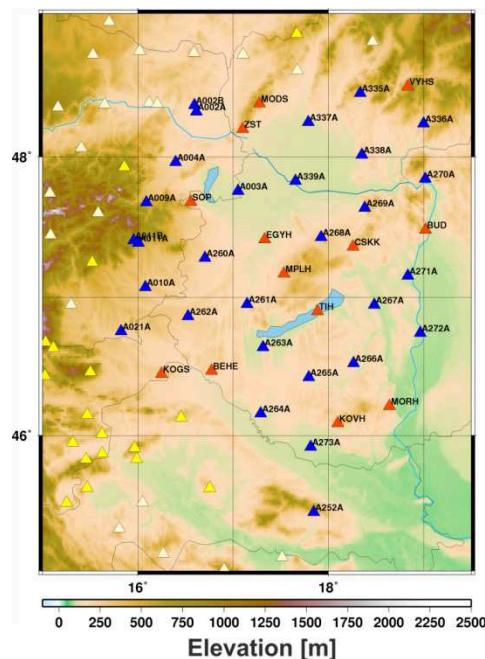 VYHS
A335A
MODS
A002B
A002A
A337A
A336A
ZST
48°
A338A
A004A
A270A
A339A
A003A
A009A
SOP
A269A
BUD
EGYH
A268A
A011B
CSKK
A260A
MPLH
A271A
A010A
A261A
A267A
TIH
A262A
A021A
A272A
A263A
A266A
KOGS
BEHE
A265A
MORH
A264A
KOVH
46°
A273A
A252A
16°
18°
0
250
500
750
1000
1250
1500
1750
2000
2250
2500
Elevation [m]